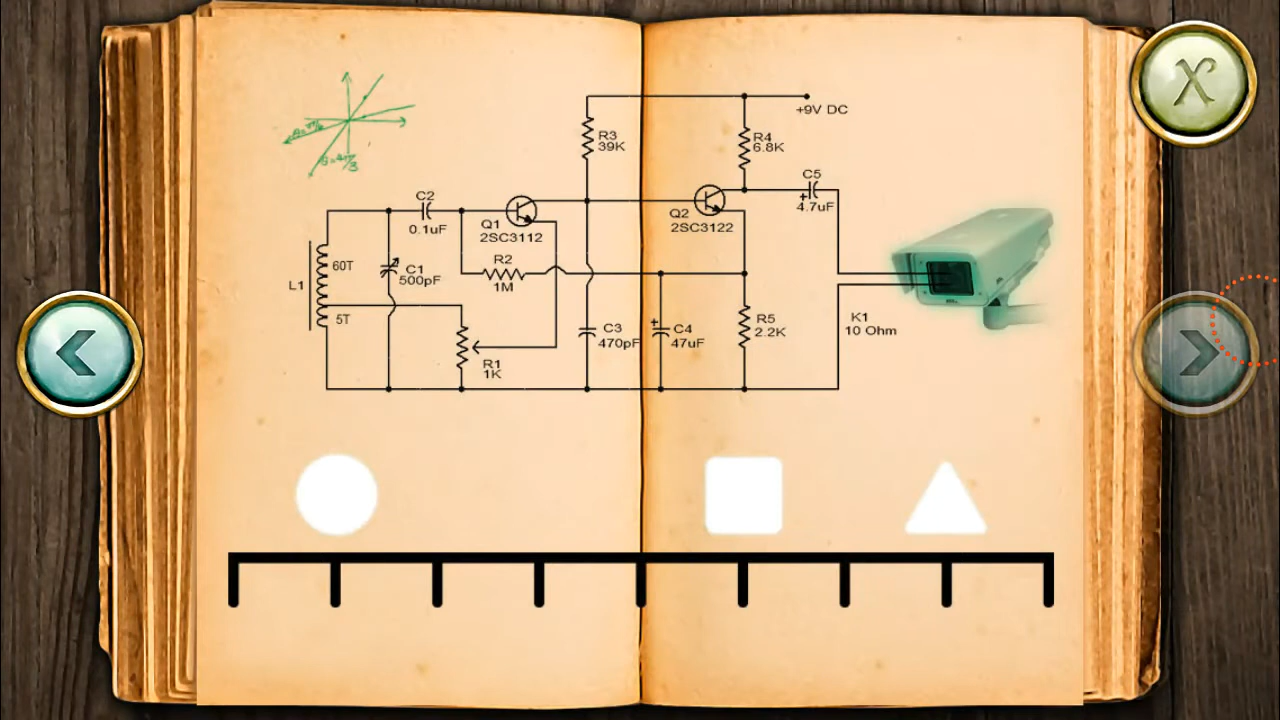 +9V DC
R3
39K
R4
6.8K
C5
+
4.7uF
C2
0.1uF
Q1
2SC3112
Q2
2SC3122
L1
60T
5T
C1
500pF
R2
1M
R1
1K
C3
470pF
+
C4
47uF
R5
2.2K
K1
10 Ohm
X